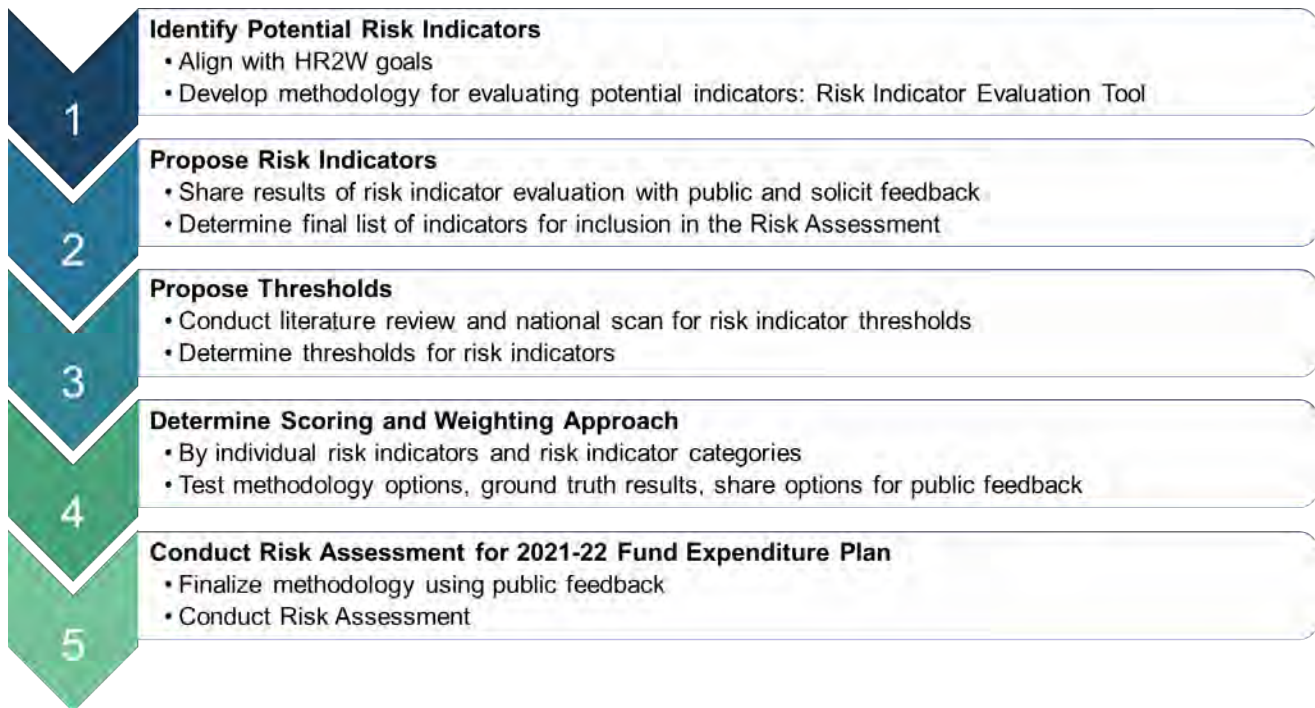 Identify Potential Risk Indicators
• Align with HR2W goals
• Develop methodology for evaluating potential indicators: Risk Indicator Evaluation Tool
1
Propose Risk Indicators
• Share results of risk indicator evaluation with public and solicit feedback
• Determine final list of indicators for inclusion in the Risk Assessment
2
Propose Thresholds
• Conduct literature review and national scan for risk indicator thresholds
• Determine thresholds for risk indicators
3
Determine Scoring and Weighting Approach
• By individual risk indicators and risk indicator categories
• Test methodology options, ground truth results, share options for public feedback
4
Conduct Risk Assessment for 2021-22 Fund Expenditure Plan
• Finalize methodology using public feedback
• Conduct Risk Assessment
5